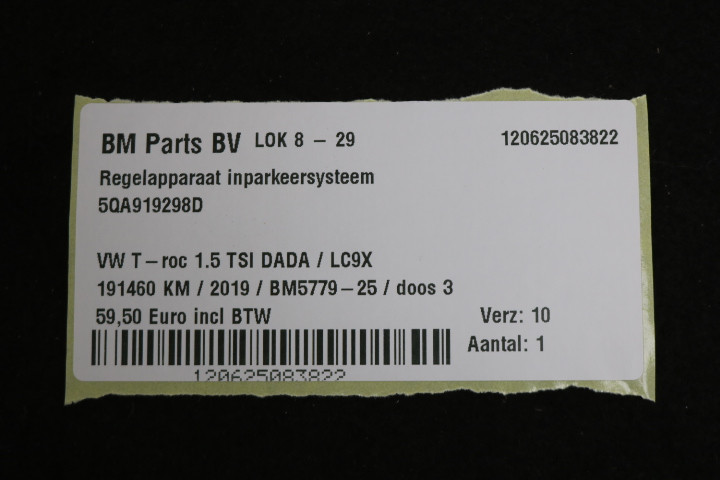 BM Parts BV LOK 8 – 29 120625083822
Regelapparaat inparkeersysteem
5QA919298D
VW T–roc 1.5 TSI DADA / LC9X
191460 KM / 2019 / BM5779–25 / doos 3
59,50 Euro incl BTW Verz: 10
Aantal: 1
120625083822